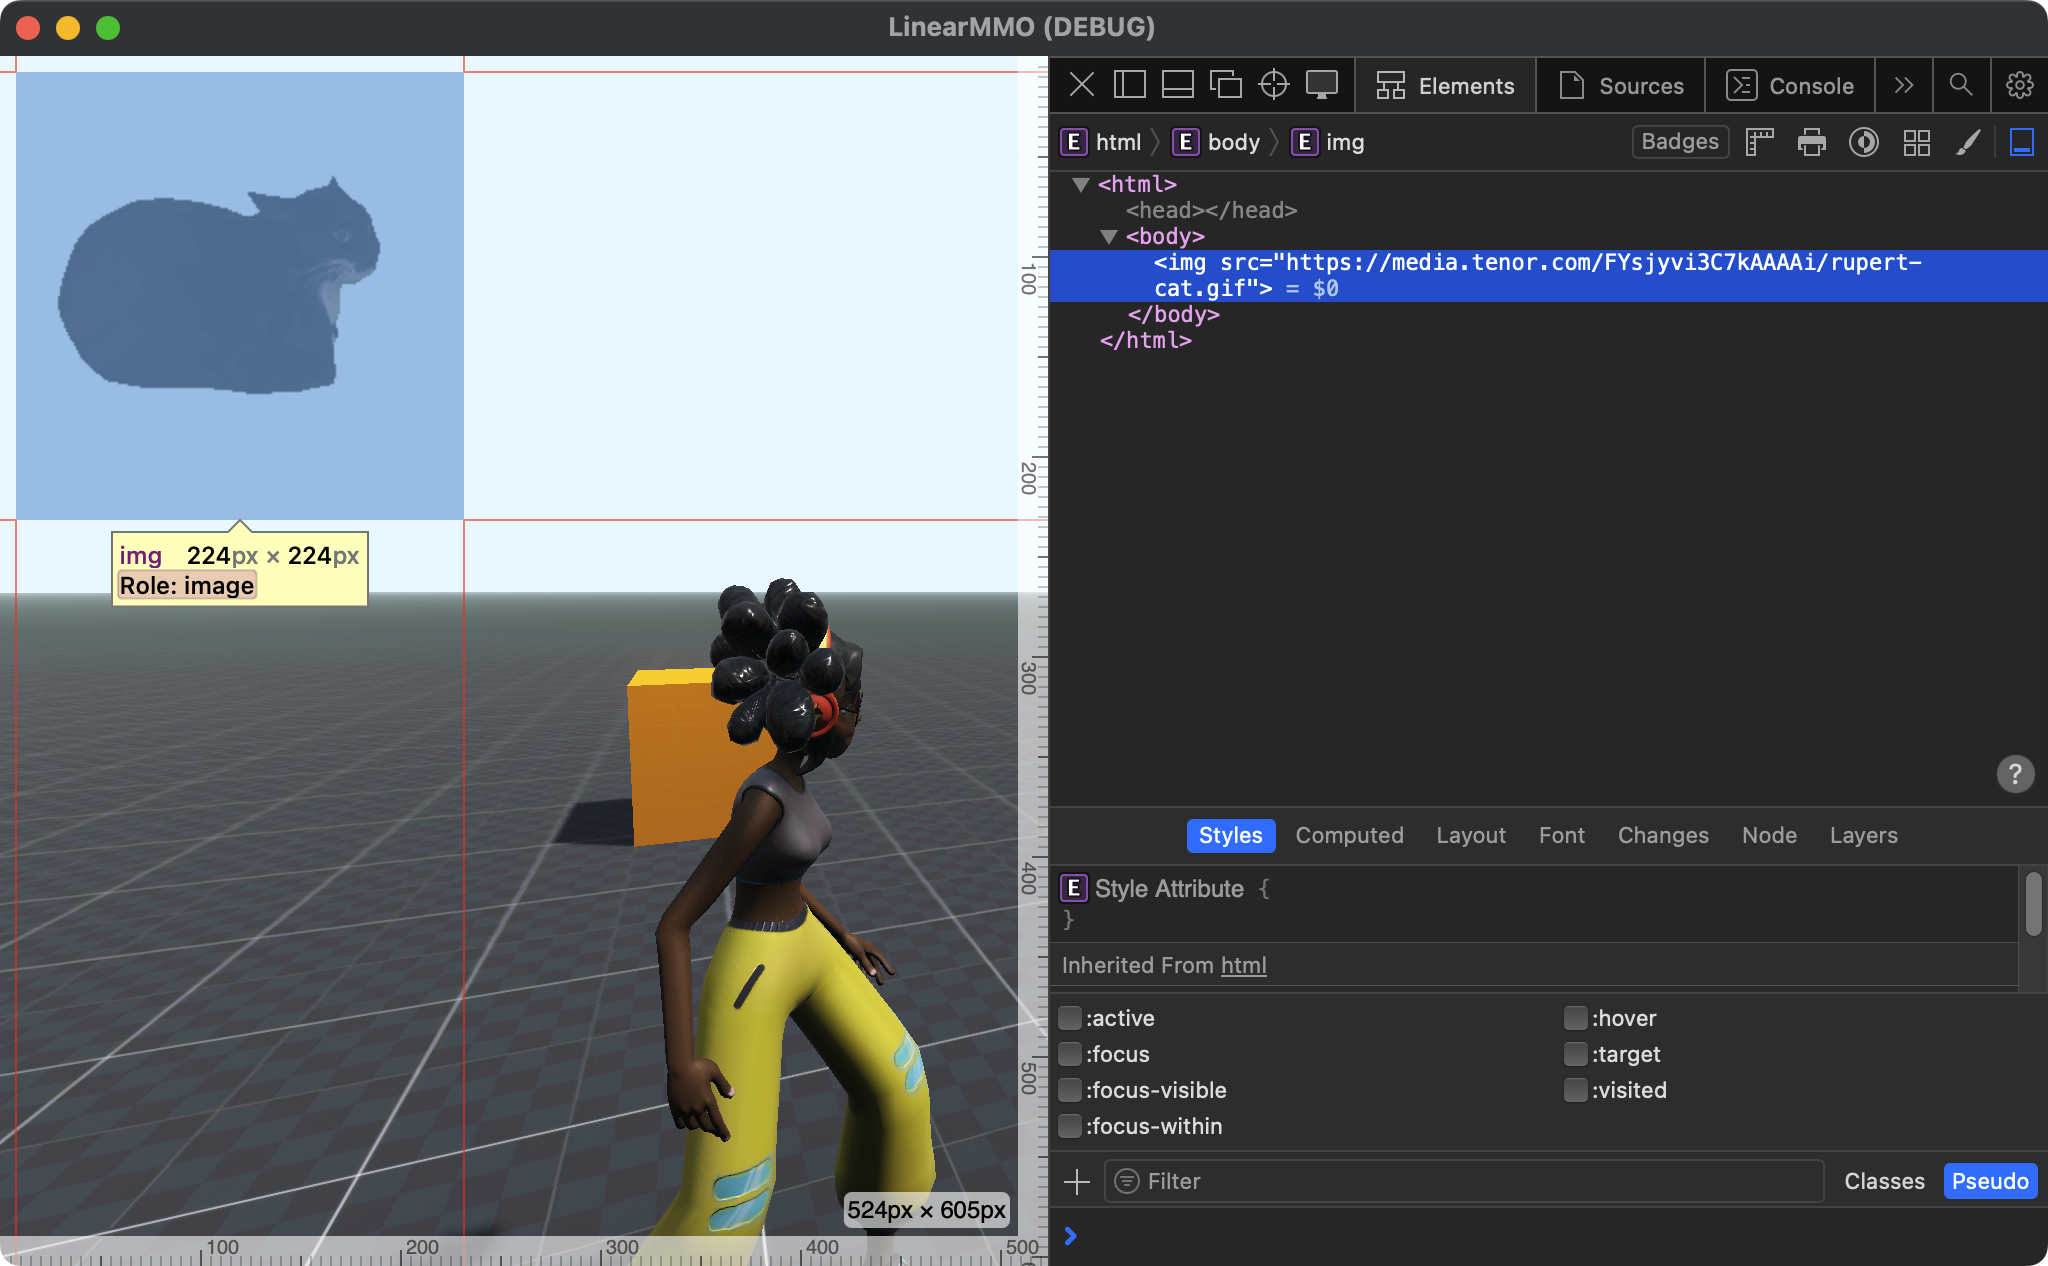 LinearMMO (DEBUG)
Elements
Sources
Console
E html
E body
E img
Badges
<html>
<head></head>
<body>
<img src="https://media.tenor.com/FYsjyvi3C7kAAAAi/rupert-
cat.gif"> = $0
</body>
</html>
?
img 224px × 224px
Role: image
100
200
300
400
500
Styles
Computed
Layout
Font
Changes
Node
Layers
E Style Attribute {
}
Inherited From html
:active
:hover
:focus
:target
:focus-visible
:visited
:focus-within
Filter
Classes
Pseudo
524px × 605px
100
200
300
400
500